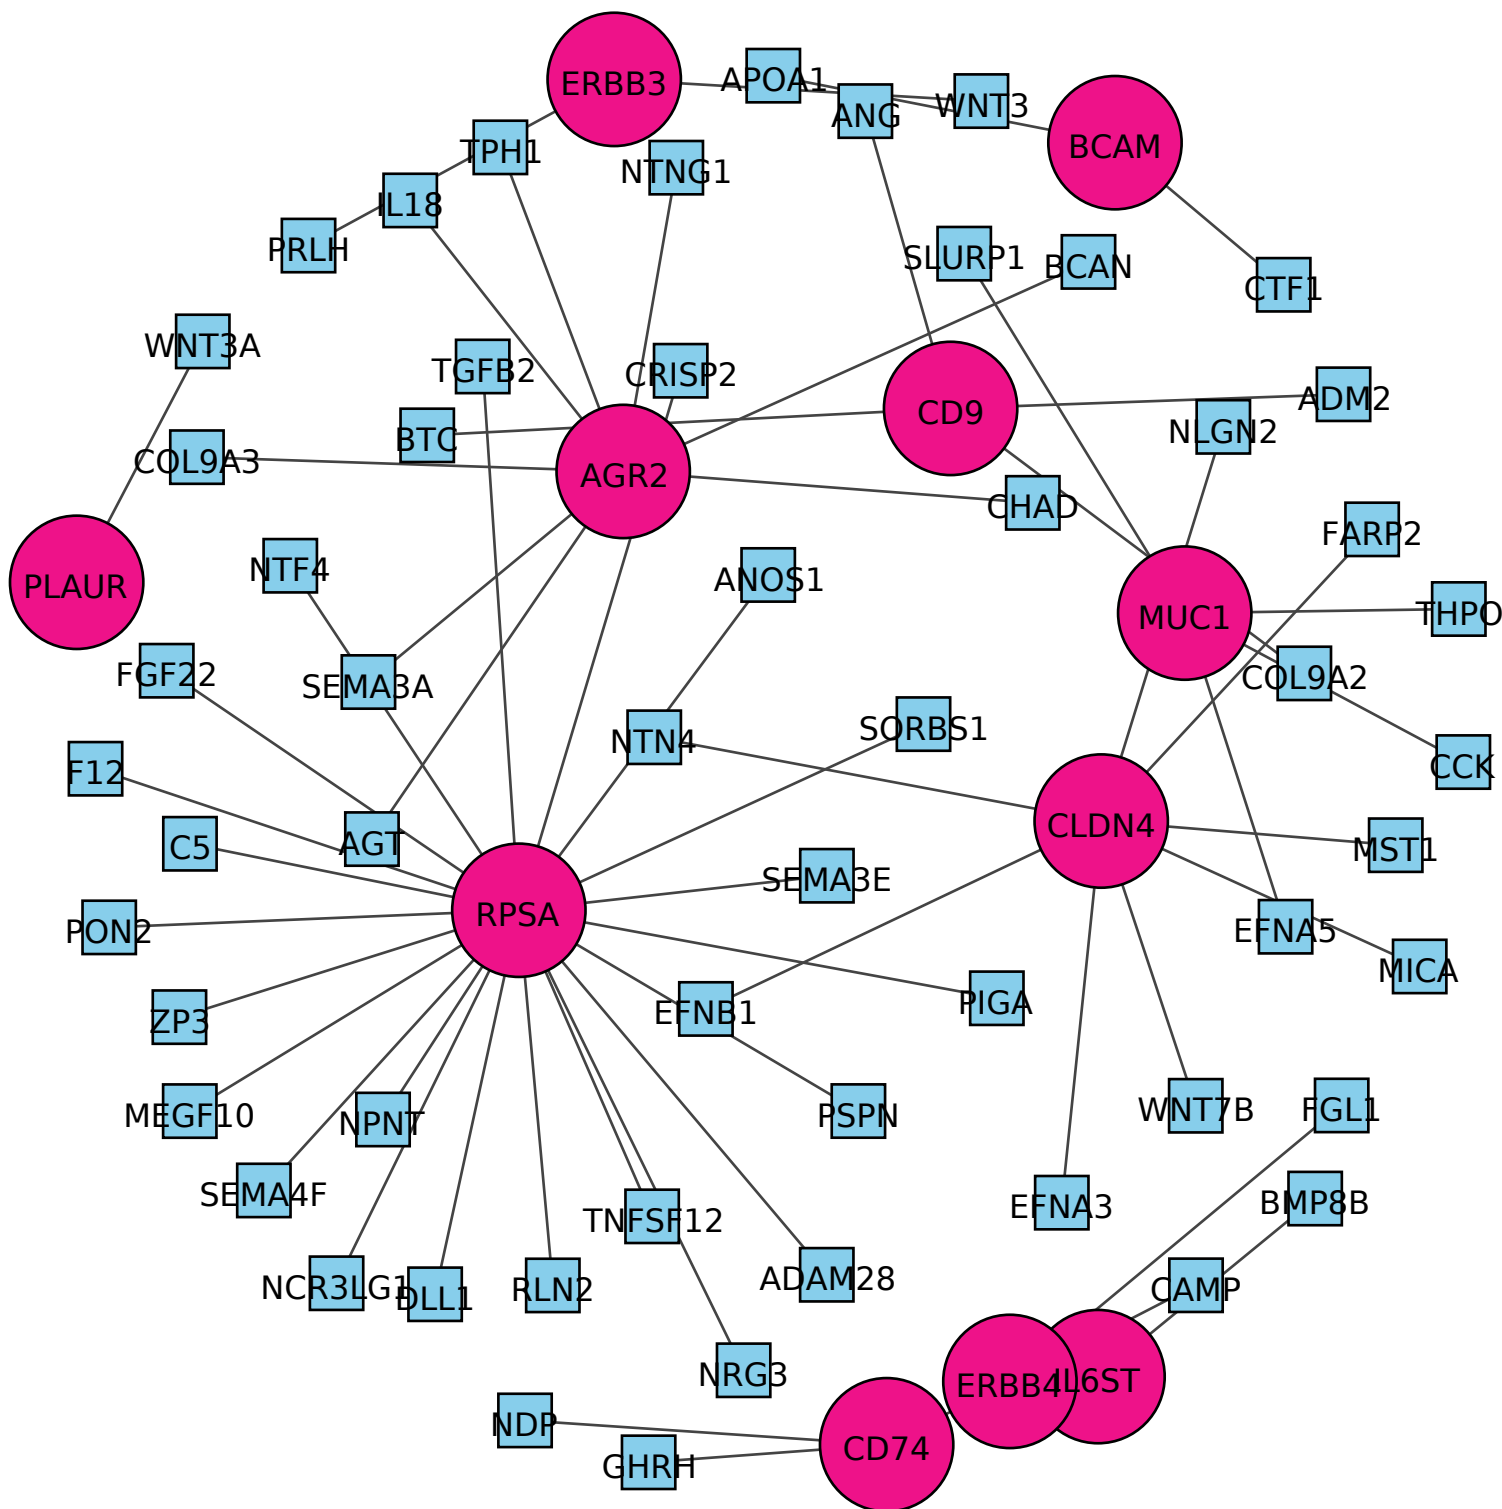 ERBB3
APOA1
ANG
WNT3
BCAM
TPH1
NTNG1
IL18
PRLH
SLURP1
BCAN
CTF1
WNT3A
TGFB2
CRISP2
CD9
ADM2
BTC
NLGN2
COL9A3
AGR2
CHAD
FARP2
PLAUR
NTF4
ANOS1
MUC1
THPO
FGF22
SEMA3A
COL9A2
NTN4
SORBS1
F12
CCK
C5
AGT
CLDN4
MST1
SEMA3E
RPSA
PON2
EFNA5
MICA
ZP3
EFNB1
PIGA
MEGF10
NPNT
PSPN
WNT7B
FGL1
SEMA4F
TNFSF12
EFNA3
BMP8B
NCR3LG1
DLL1
RLN2
ADAM28
CAMP
NRG3
ERBB4
IL6ST
NDP
CD74
GHRH